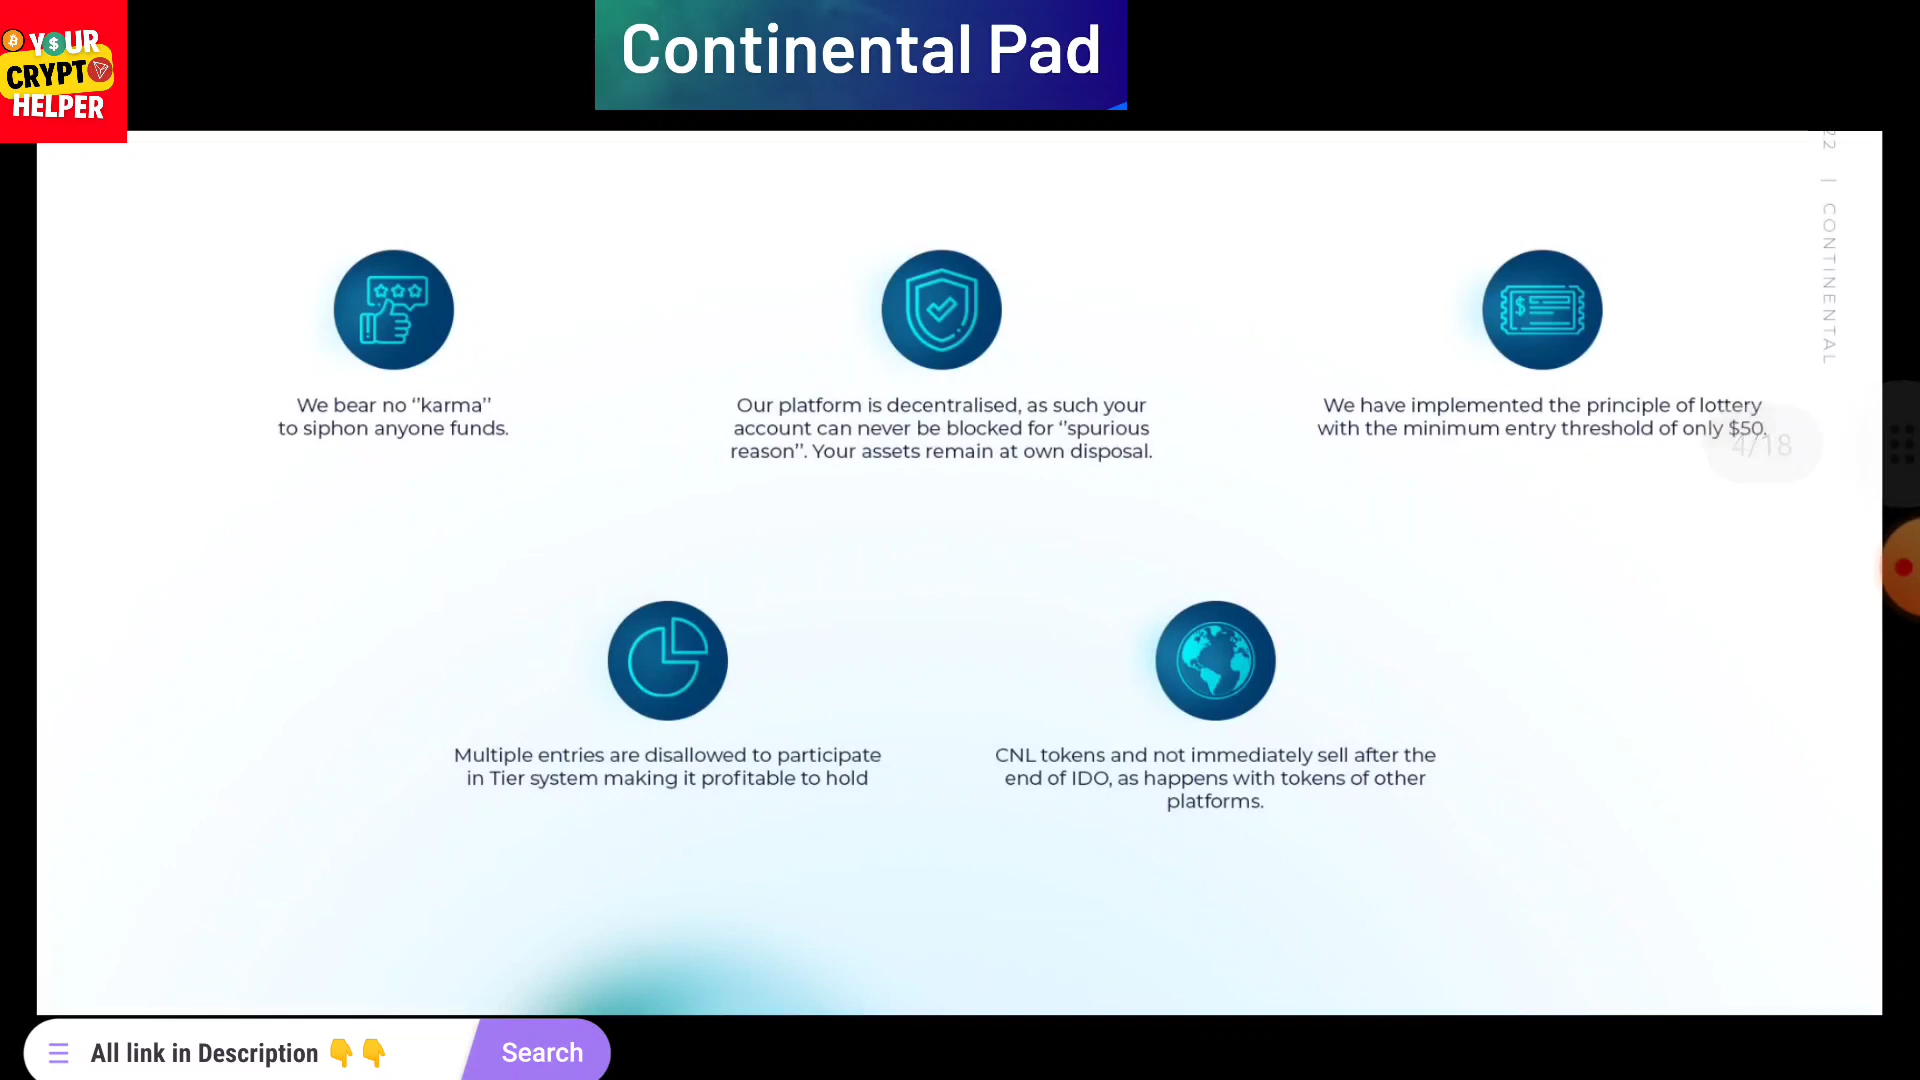 Y$UR
CRYPT
HELPER
Continental Pad
22 | CONTINENTAL
We bear no ‘’karma’’
to siphon anyone funds.
Our platform is decentralised, as such your
account can never be blocked for ‘’spurious
reason’’. Your assets remain at own disposal.
We have implemented the principle of lottery
with the minimum entry threshold of only $50.
4/18
Multiple entries are disallowed to participate
in Tier system making it profitable to hold
CNL tokens and not immediately sell after the
end of IDO, as happens with tokens of other
platforms.
All link in Description 👇👇
Search